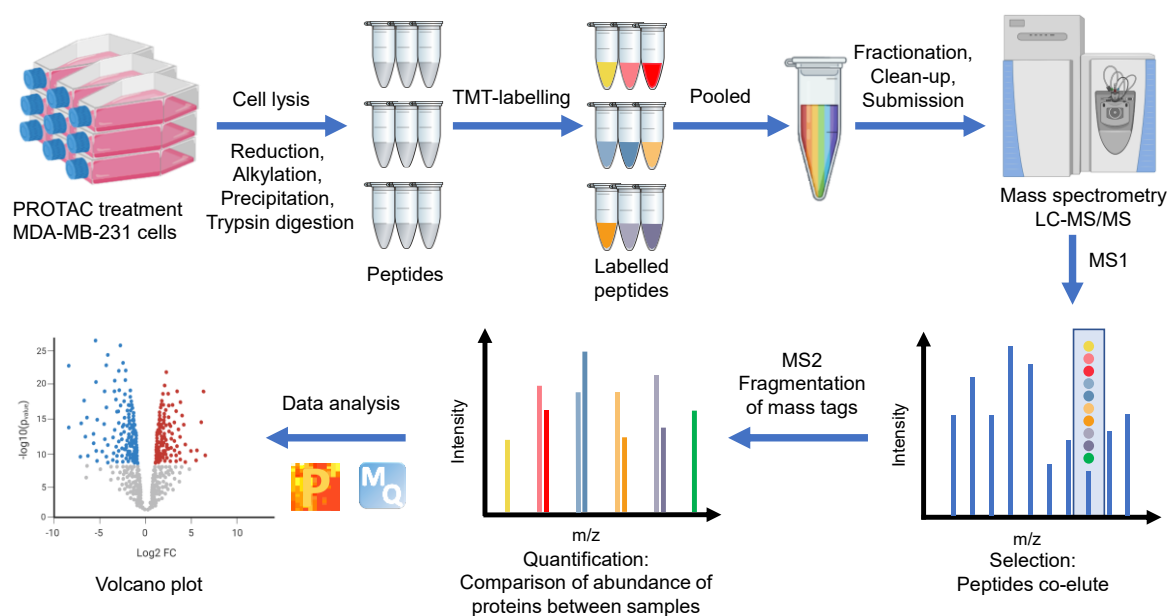 PROTAC treatment
MDA-MB-231 cells
Cell lysis
Reduction,
Alkylation,
Precipitation,
Trypsin digestion
Peptides
TMT-labelling
Labelled
peptides
Pooled
Fractionation,
Clean-up,
Submission
Mass spectrometry
LC-MS/MS
MS1
Intensity
m/z
Selection:
Peptides co-elute
MS2
Fragmentation
of mass tags
Intensity
m/z
Quantification:
Comparison of abundance of
proteins between samples
Data analysis
P
M
Q
-log10(pvalue)
25
20
15
10
5
0
-10
-5
0
5
10
Log2 FC
Volcano plot